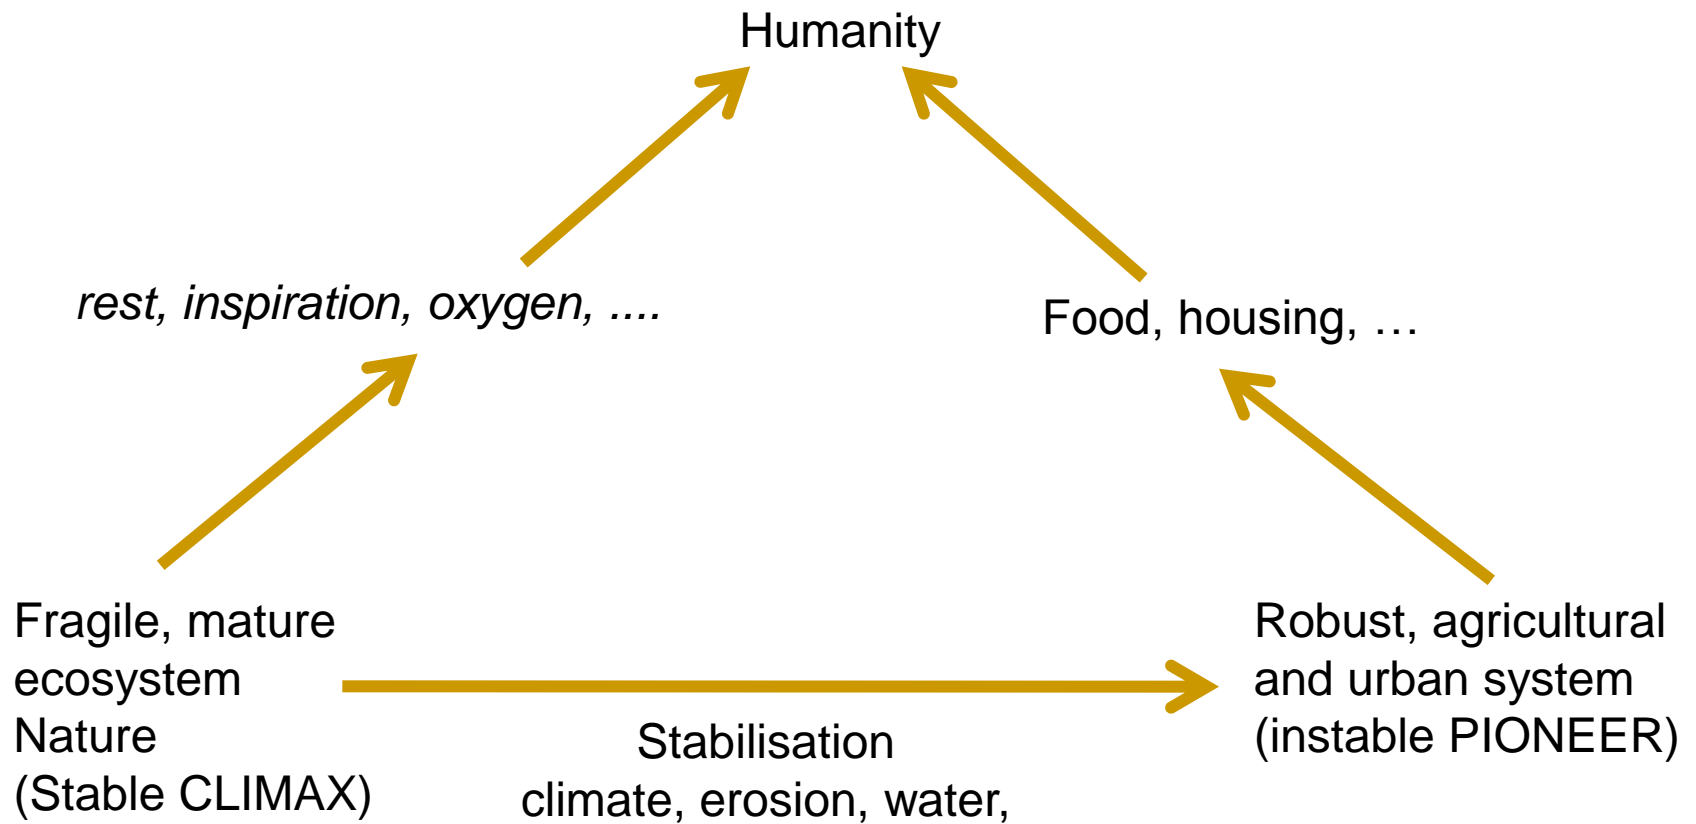 Humanity
rest, inspiration, oxygen, ....
Food, housing, …
Fragile, mature
ecosystem
Nature
(Stable CLIMAX)
Stabilisation
climate, erosion, water,
Robust, agricultural
and urban system
(instable PIONEER)